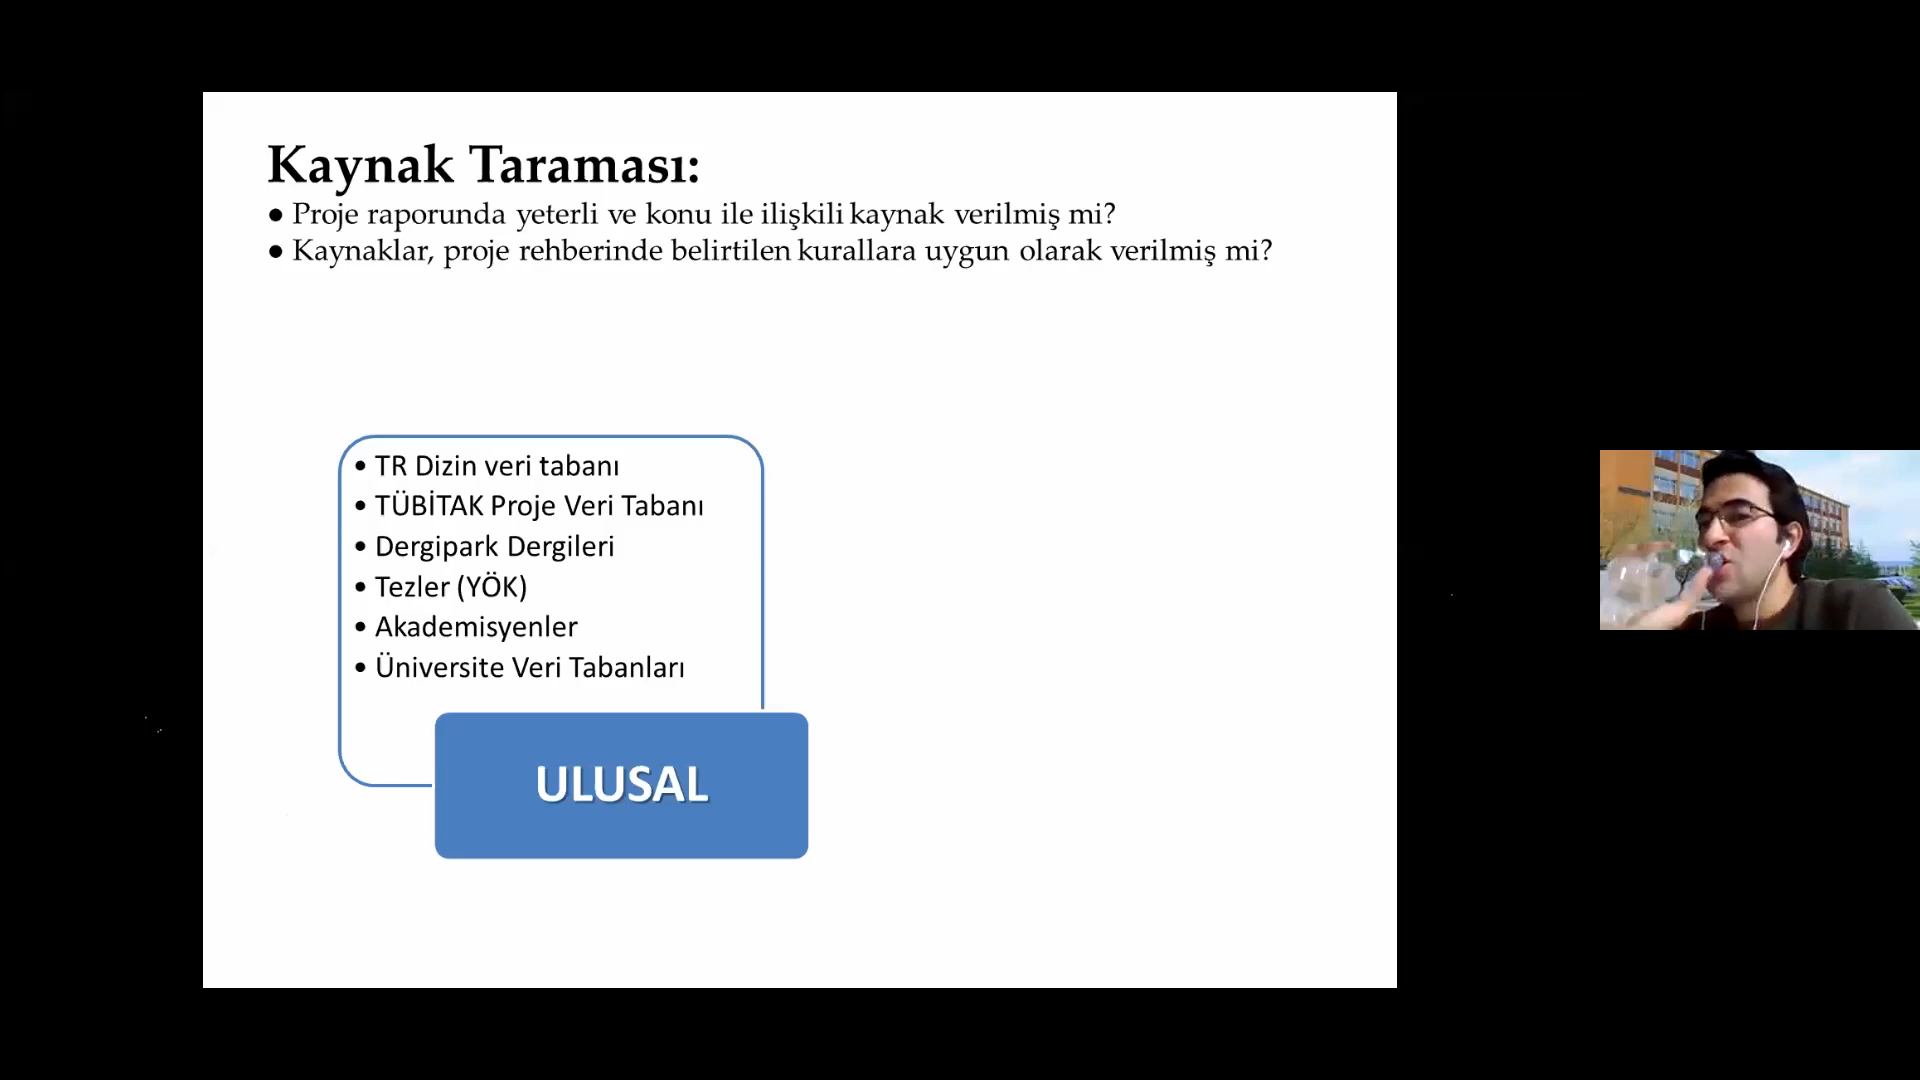 Kaynak Taraması:
● Proje raporunda yeterli ve konu ile ilişkili kaynak verilmiş mi?
● Kaynaklar, proje rehberinde belirtilen kurallara uygun olarak verilmiş mi?
• TR Dizin veri tabanı
• TÜBİTAK Proje Veri Tabanı
• Dergipark Dergileri
• Tezler (YÖK)
• Akademisyenler
• Üniversite Veri Tabanları
ULUSAL